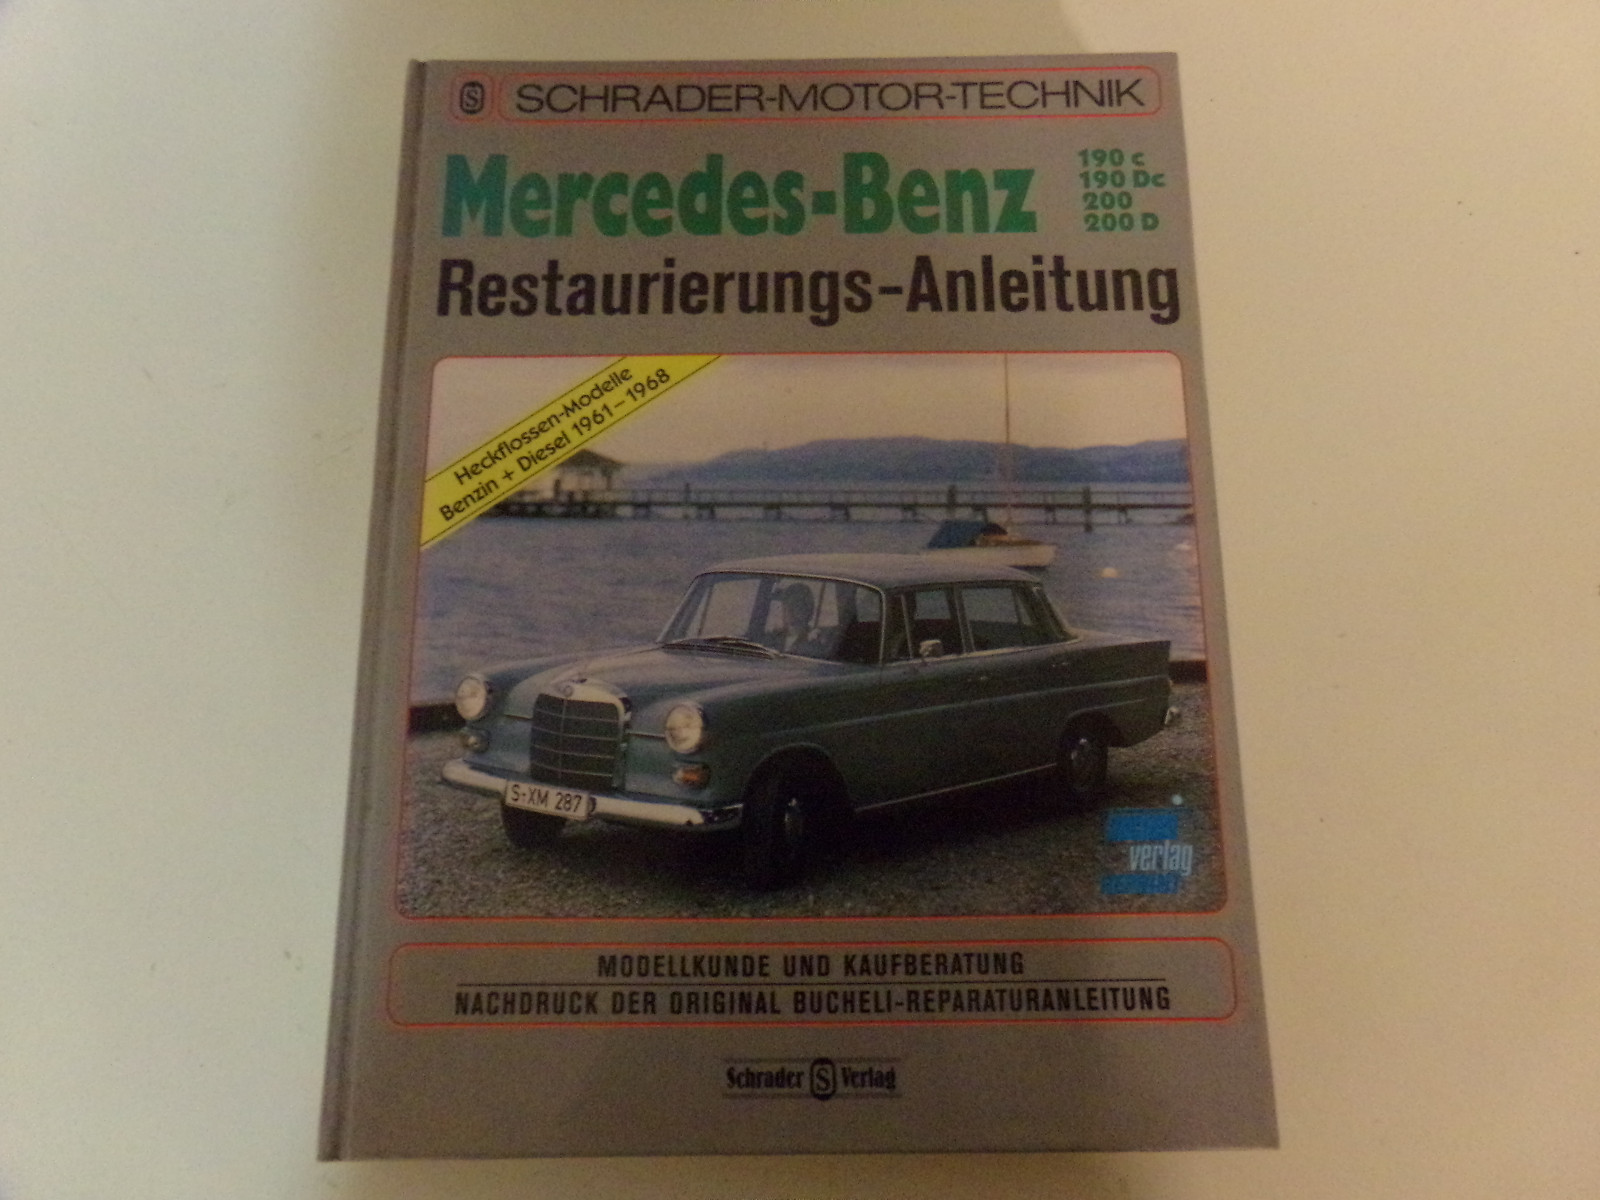 S SCHRADER-MOTOR-TECHNIK
Mercedes-Benz
190 c
190 Dc
200
200 D
Restaurierungs-Anleitung
Heckflossen-Modelle
Benzin + Diesel 1961–1968
S-XM 287
verlag
MODELLKUNDE UND KAUFBERATUNG
NACHDRUCK DER ORIGINAL BUCHELI-REPARATURANLEITUNG
Schrader S Verlag